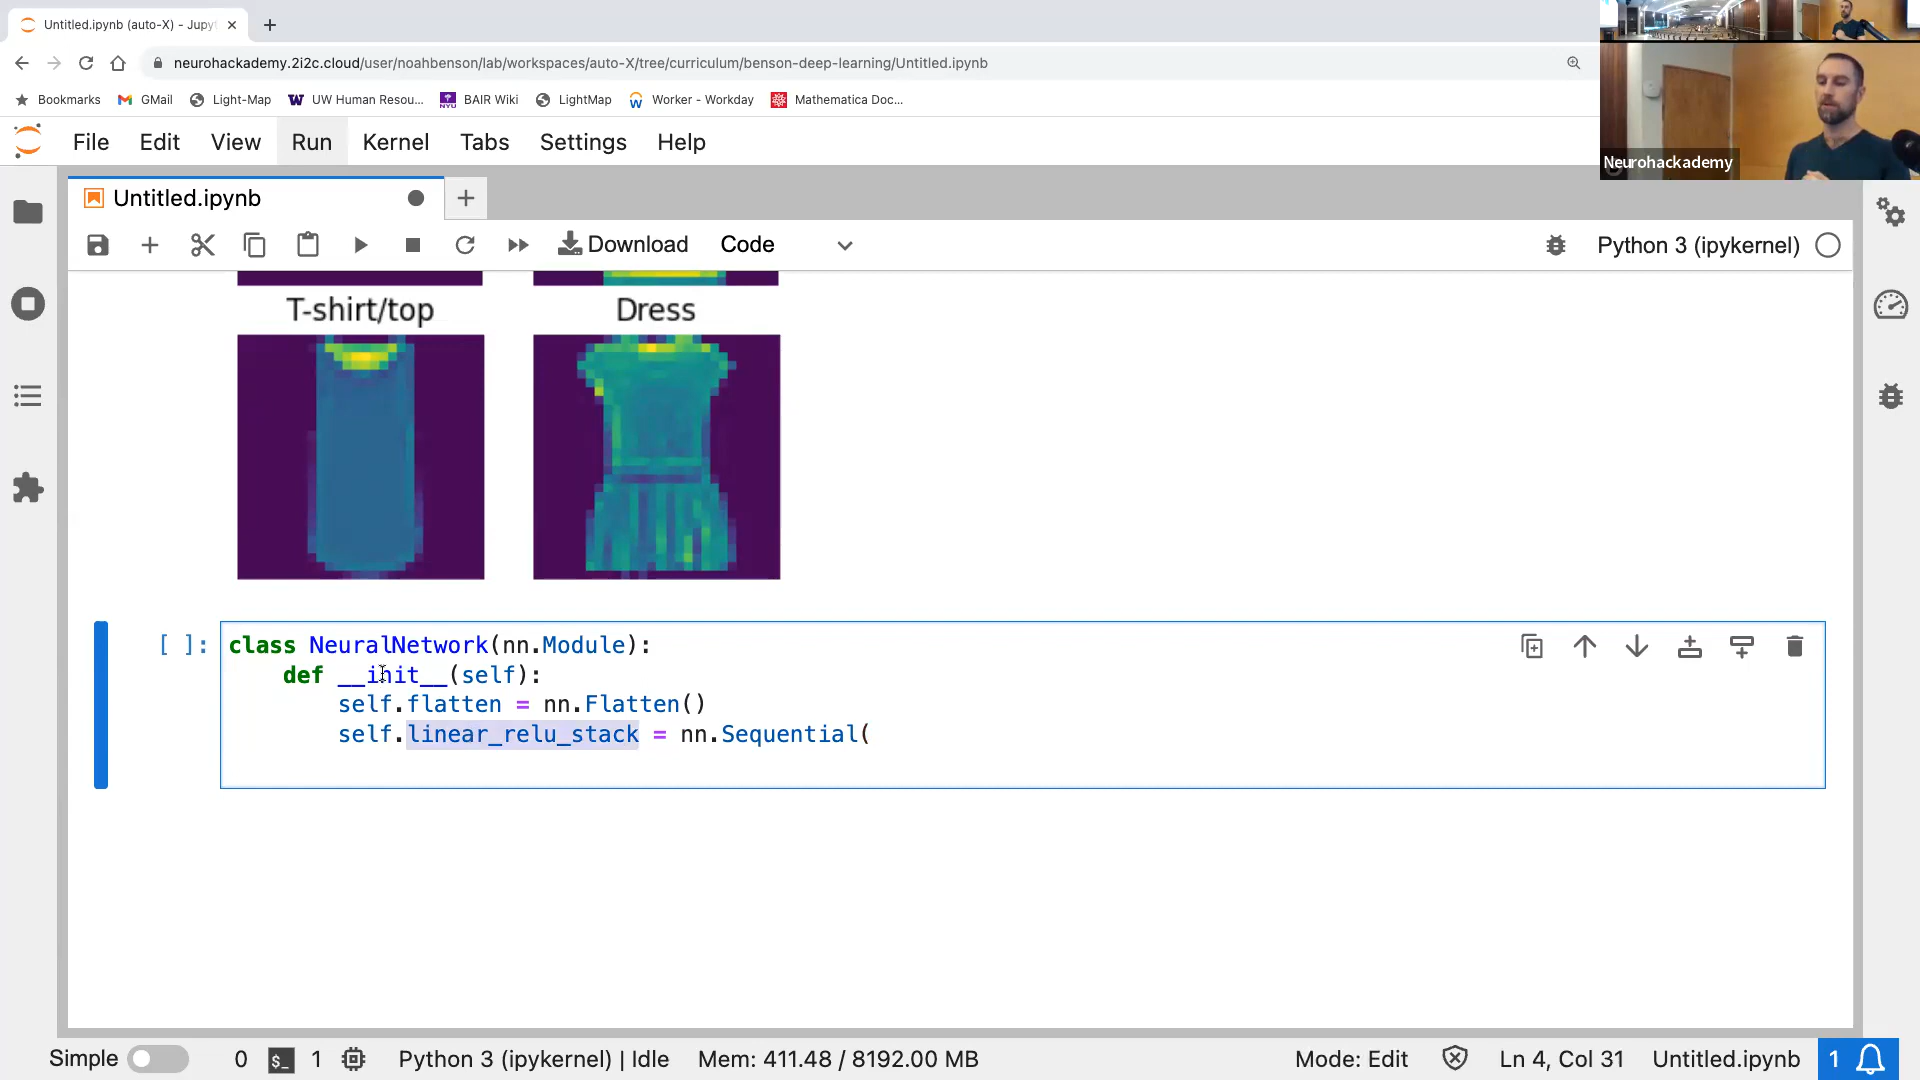 Untitled.ipynb (auto-X) - Jupyt
neurohackademy.2i2c.cloud/user/noahbenson/lab/workspaces/auto-X/tree/curriculum/benson-deep-learning/Untitled.ipynb
Bookmarks GMail Light-Map UW Human Resou... BAIR Wiki LightMap Worker - Workday Mathematica Doc...
File Edit View Run Kernel Tabs Settings Help
Neurohackademy
Untitled.ipynb
Download Code Python 3 (ipykernel)
T-shirt/top Dress
[ ]: class NeuralNetwork(nn.Module):
def __init__(self):
self.flatten = nn.Flatten()
self.linear_relu_stack = nn.Sequential(
Simple 0 $_ 1 Python 3 (ipykernel) | Idle Mem: 411.48 / 8192.00 MB Mode: Edit Ln 4, Col 31 Untitled.ipynb 1